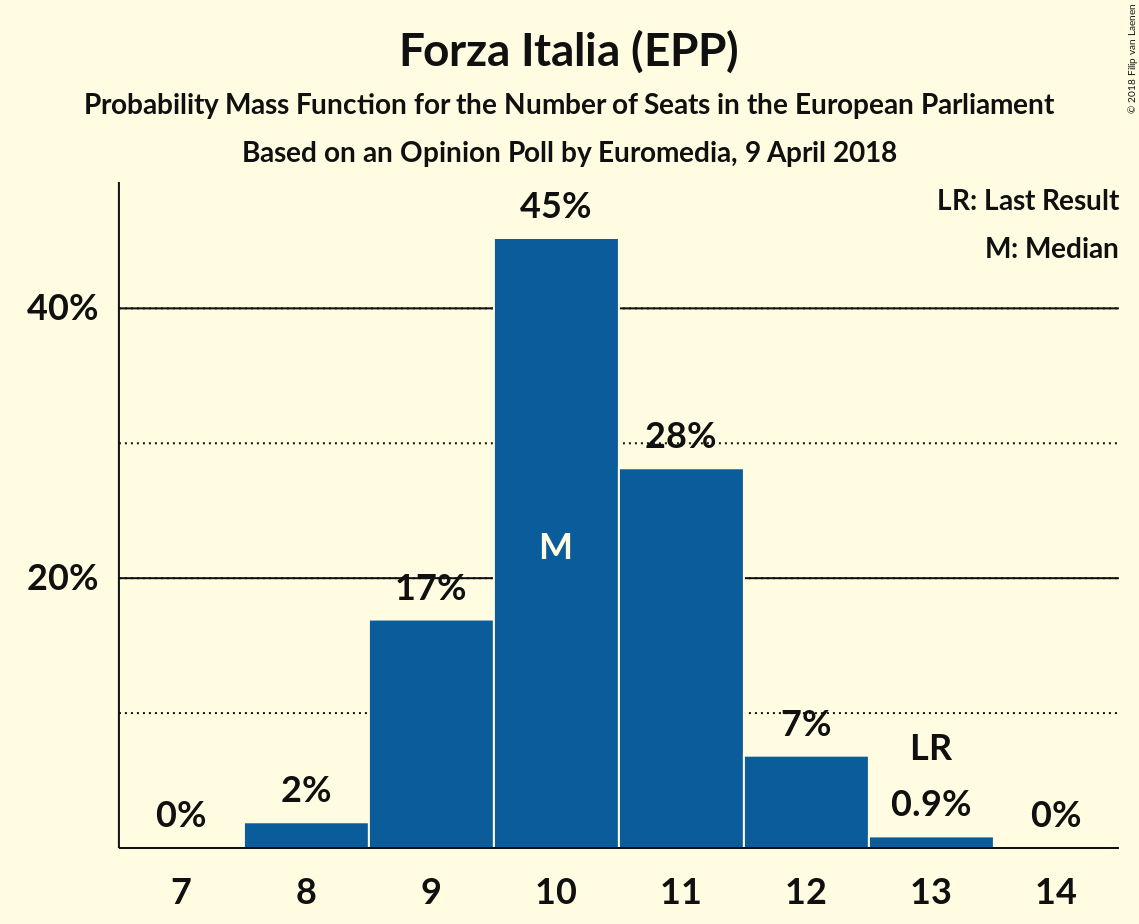 Forza Italia (EPP)
Probability Mass Function for the Number of Seats in the European Parliament
Based on an Opinion Poll by Euromedia, 9 April 2018
© 2018 Filip van Laenen
LR: Last Result
M: Median
45%
40%
28%
M
20%
17%
7%
LR
2%
0.9%
0%
0%
7 8 9 10 11 12 13 14